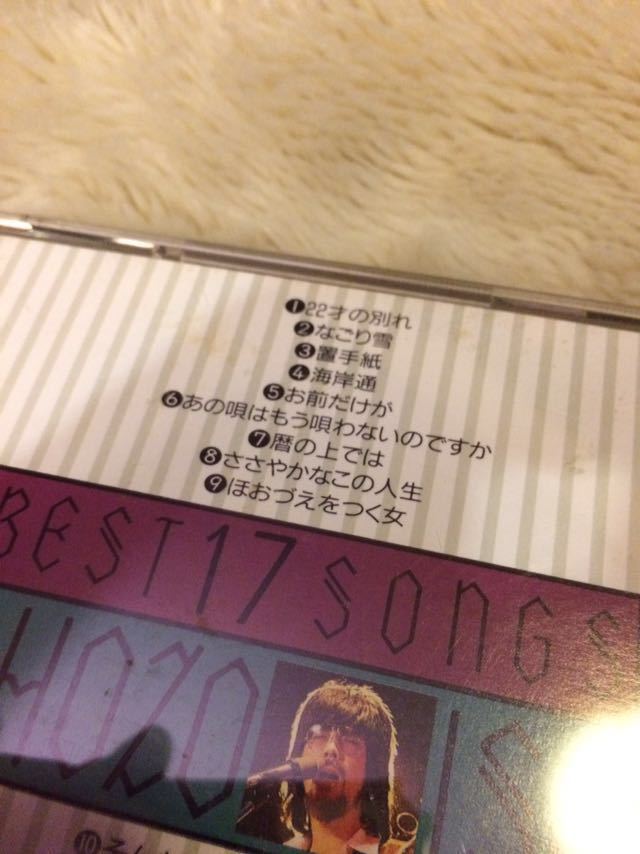 ❶22才の別れ
❷なごり雪
❸置手紙
❹海岸通
❺お前だけが
❻あの唄はもう唄わないのですか
❼暦の上では
❽ささやかなこの人生
❾ほおづえをつく女
BEST 17 SONGS
HOZO
❿